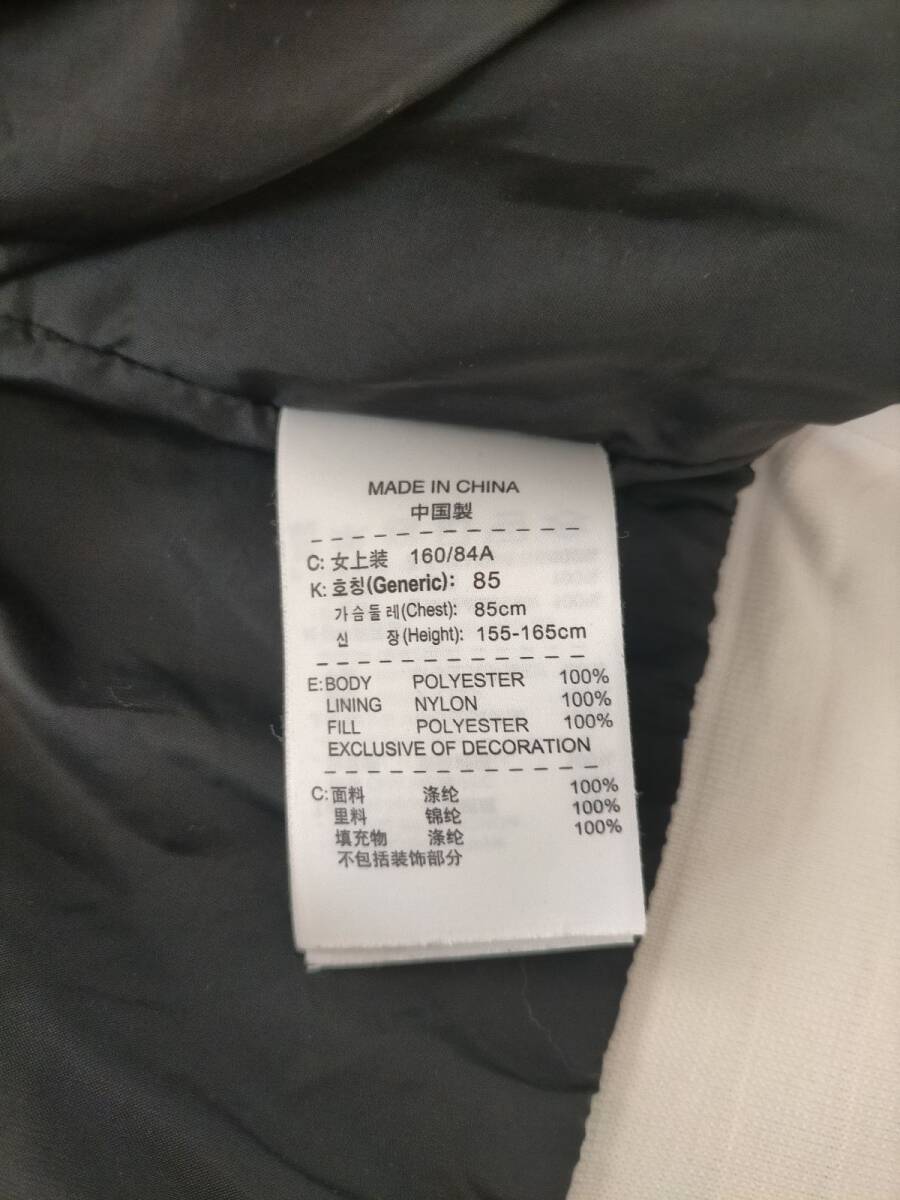 MADE IN CHINA
中国製
C: 女上装 160/84A
K: 호칭(Generic): 85
가슴둘레(Chest): 85cm
신 장(Height): 155-165cm
E: BODY POLYESTER 100%
LINING NYLON 100%
FILL POLYESTER 100%
EXCLUSIVE OF DECORATION
C: 面料 涤纶 100%
里料 锦纶 100%
填充物 涤纶 100%
不包括装饰部分